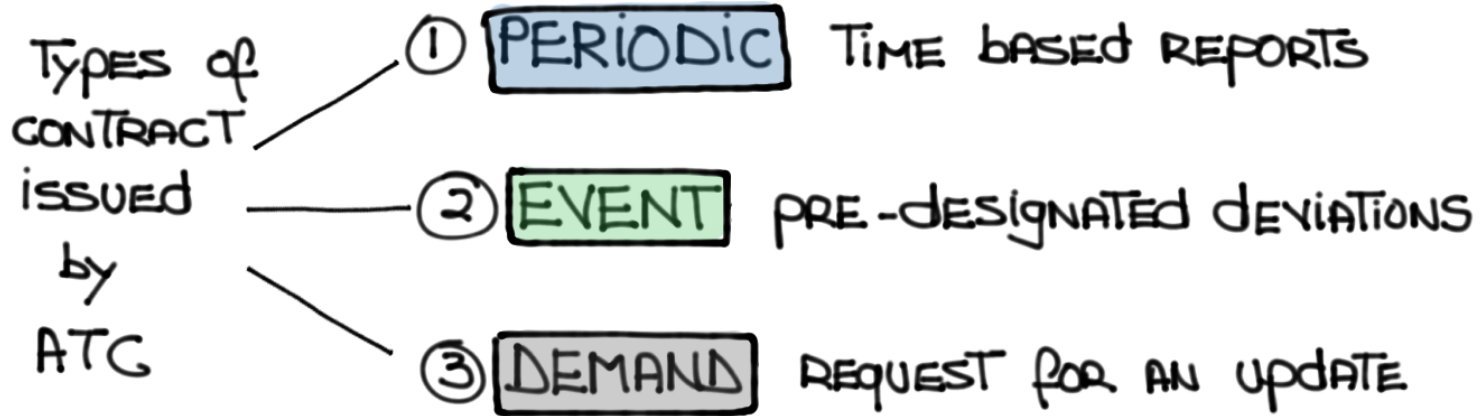 Types of
contract
issued
by
ATC
1 PERIODIC TIME based REPORTS
2 EVENT PRE-designated deviations
3 DEMAND REQUEST for AN update